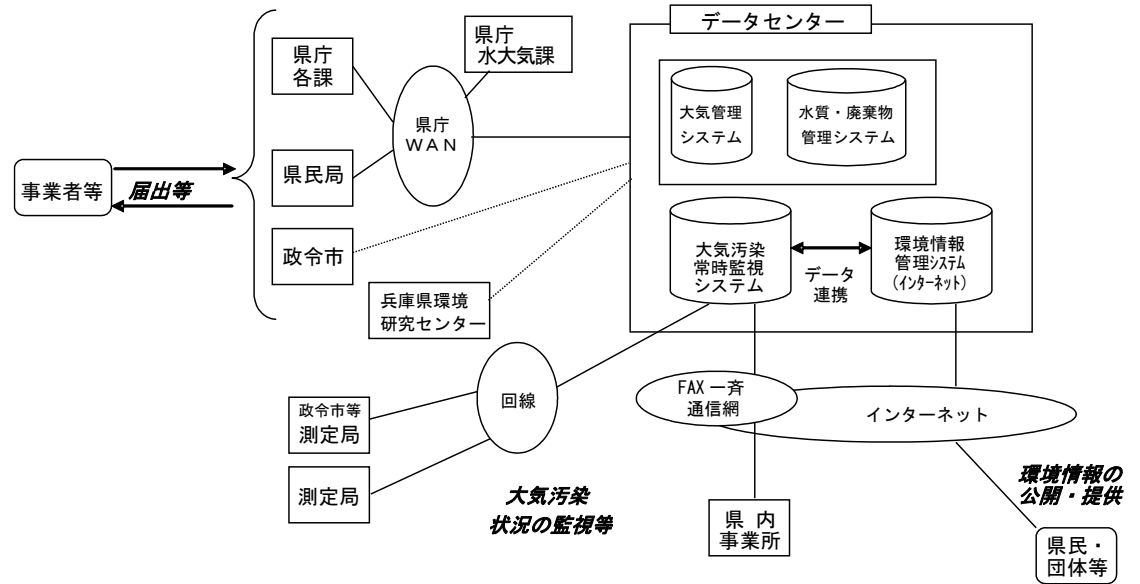 データセンター
県庁
水大気課
県庁
各課
県庁
ＷＡＮ
大気管理
システム
水質・廃棄物
管理システム
事業者等
届出等
県民局
政令市
兵庫県環境
研究センター
大気汚染
常時監視
システム
データ
連携
環境情報
管理ｼｽﾃﾑ
(ｲﾝﾀｰﾈｯﾄ)
回線
政令市等
測定局
測定局
FAX 一斉
通信網
インターネット
大気汚染
状況の監視等
環境情報の
公開・提供
県 内
事業所
県民・
団体等